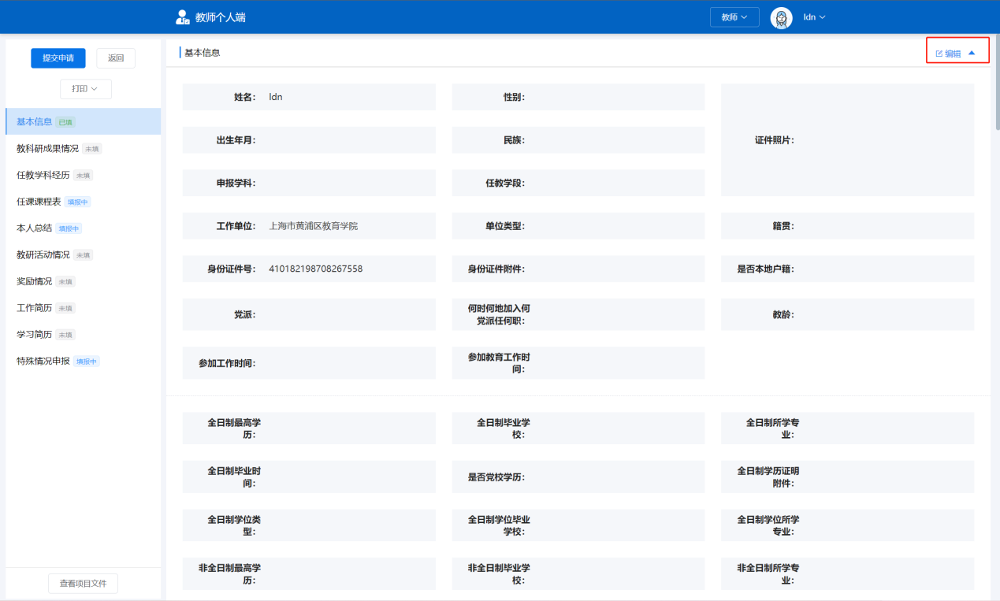 教师个人端
教师
ldn
提交申请
返回
打印
基本信息 已填
教科研成果情况 未填
任教学科经历 未填
任课课程表 填报中
本人总结 填报中
教研活动情况 未填
奖励情况 未填
工作简历 未填
学习简历 未填
特殊情况申报 填报中
查看项目文件
基本信息
编辑
姓名： ldn
性别：
证件照片：
出生年月：
民族：
申报学科：
任教学段：
工作单位： 上海市黄浦区教育学院
单位类型：
籍贯：
身份证件号： 410182198708267558
身份证件附件：
是否本地户籍：
党派：
何时何地加入何
党派任何职：
教龄：
参加工作时间：
参加教育工作时
间：
全日制最高学
历：
全日制毕业学
校：
全日制所学专
业：
全日制毕业时
间：
是否党校学历：
全日制学历证明
附件：
全日制学位类
型：
全日制学位毕业
学校：
全日制学位所学
专业：
非全日制最高学
历：
非全日制毕业学
校：
非全日制所学专
业：